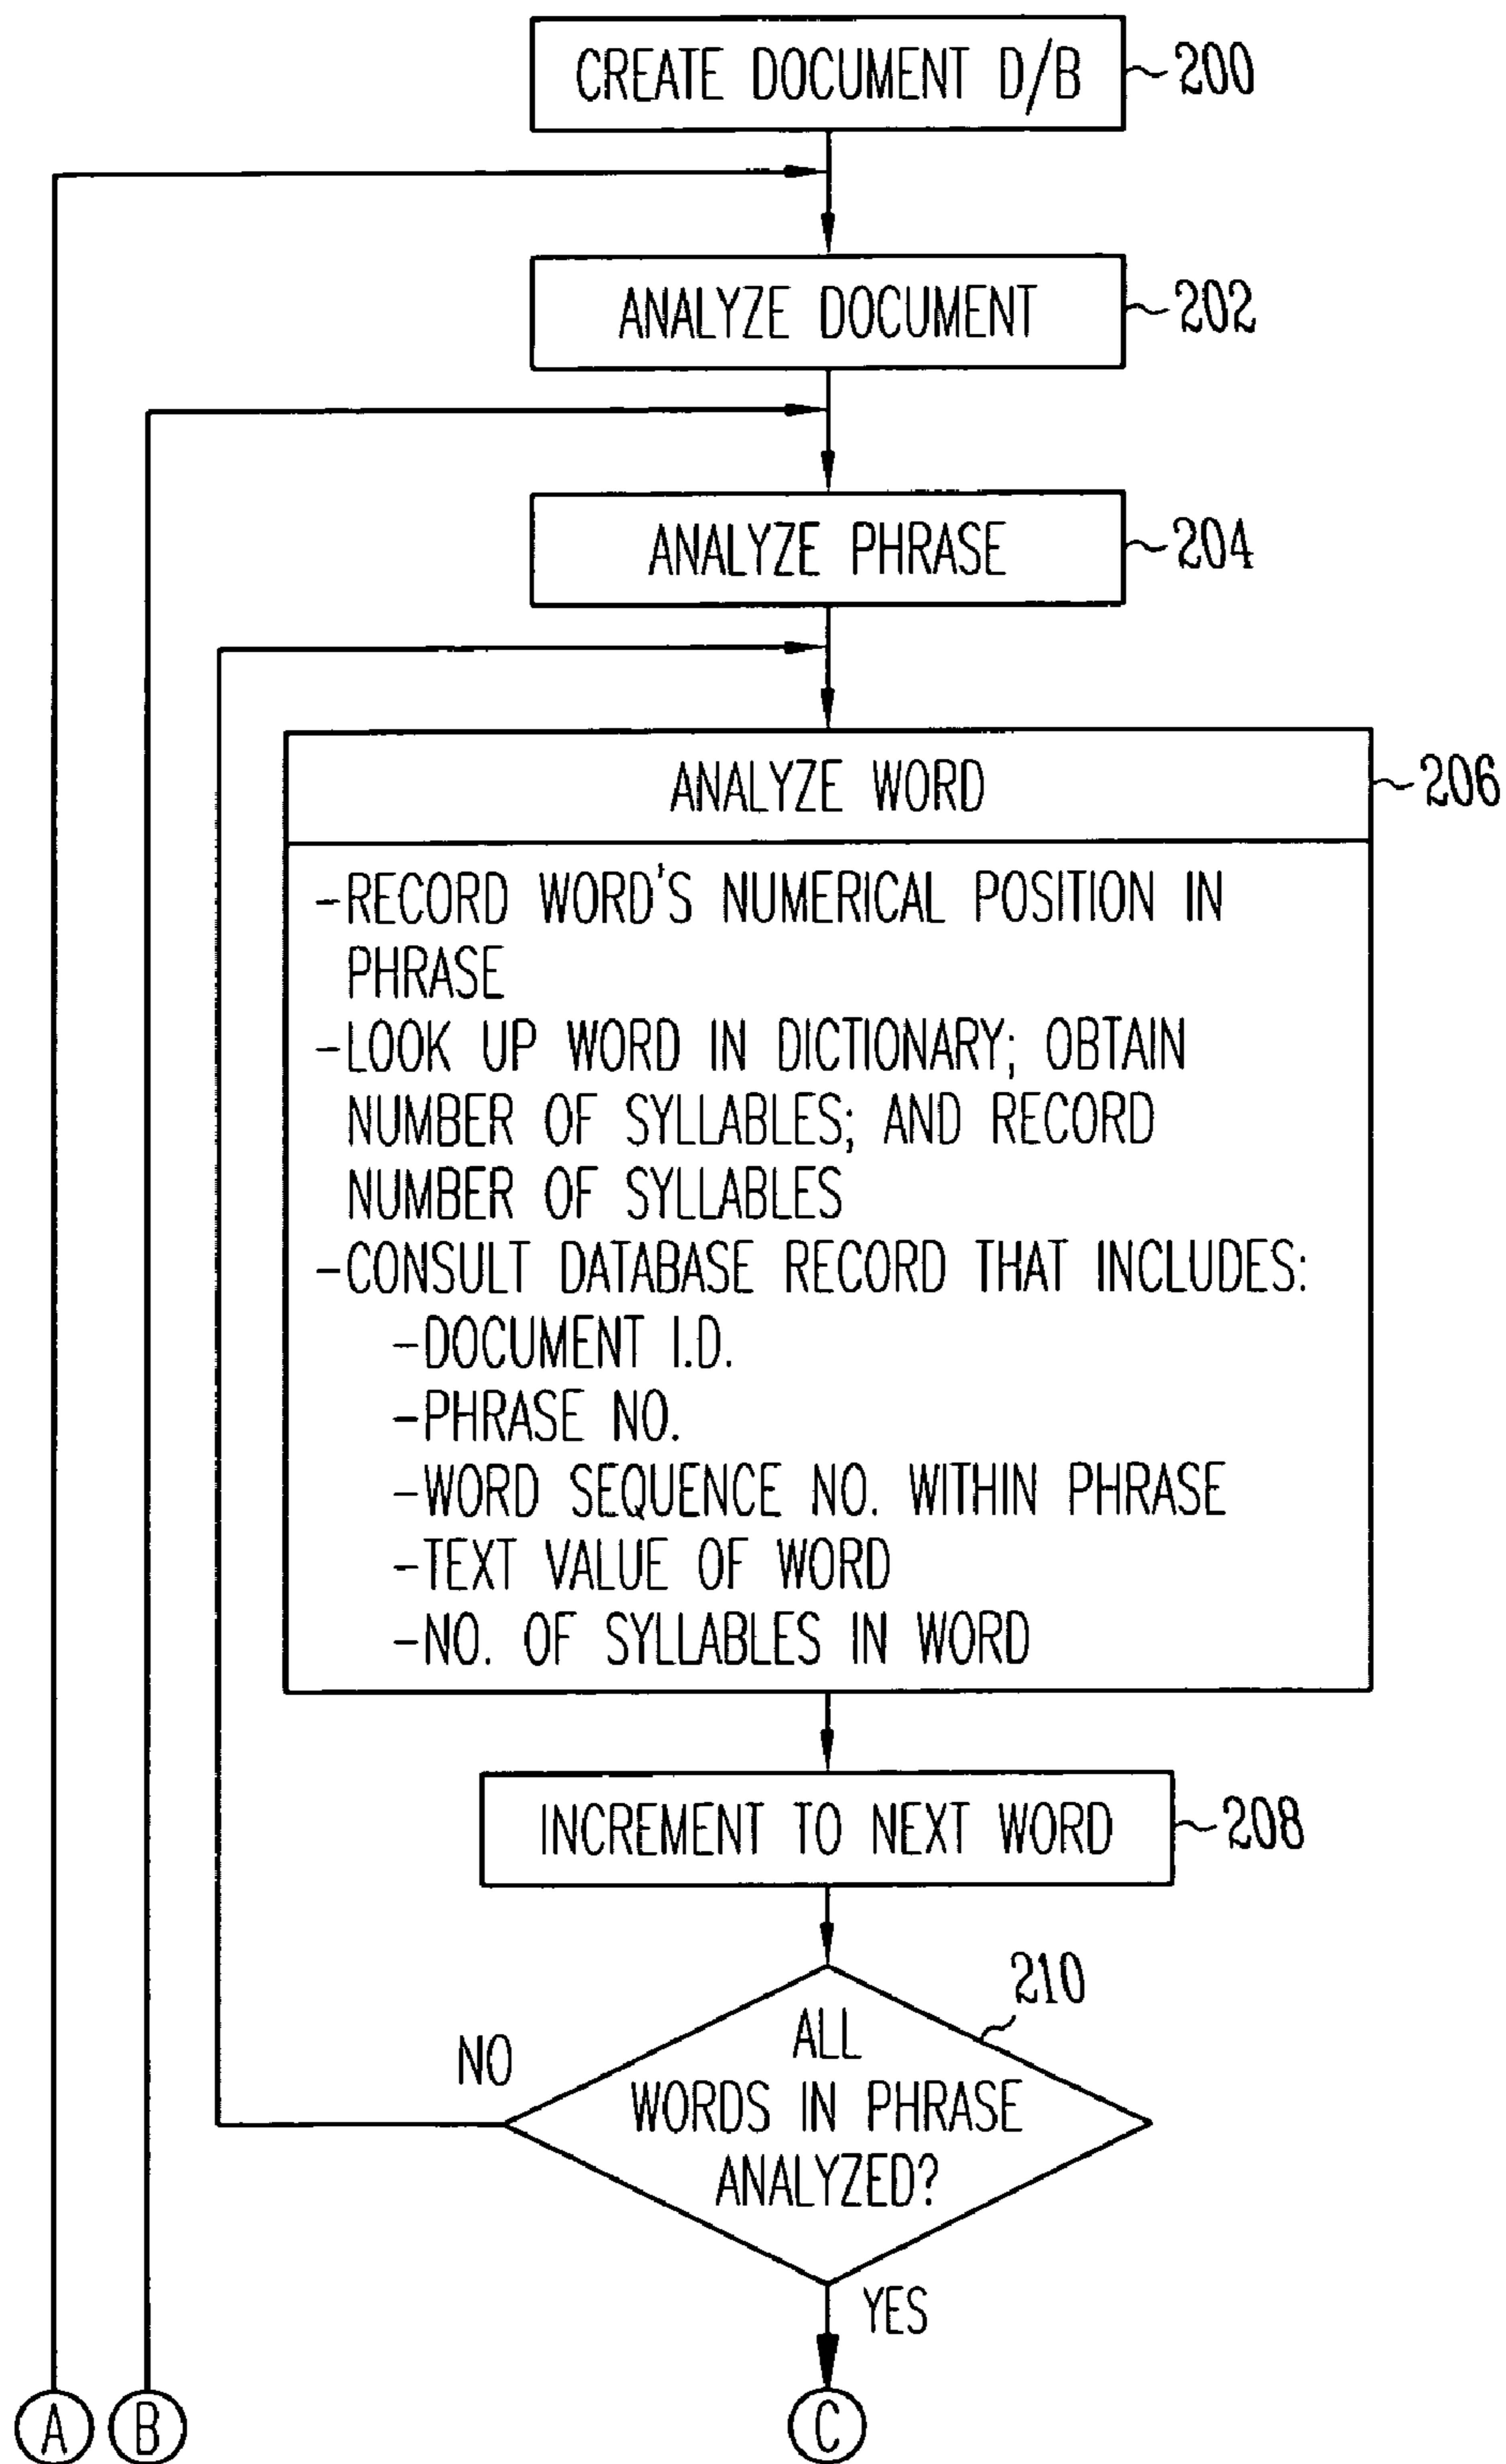 CREATE DOCUMENT D/B
200
ANALYZE DOCUMENT
202
ANALYZE PHRASE
204
ANALYZE WORD
206
-RECORD WORD'S NUMERICAL POSITION IN
PHRASE
-LOOK UP WORD IN DICTIONARY; OBTAIN
NUMBER OF SYLLABLES; AND RECORD
NUMBER OF SYLLABLES
-CONSULT DATABASE RECORD THAT INCLUDES:
-DOCUMENT I.D.
-PHRASE NO.
-WORD SEQUENCE NO. WITHIN PHRASE
-TEXT VALUE OF WORD
-NO. OF SYLLABLES IN WORD
INCREMENT TO NEXT WORD
208
210
NO
ALL
WORDS IN PHRASE
ANALYZED?
YES
A
B
C